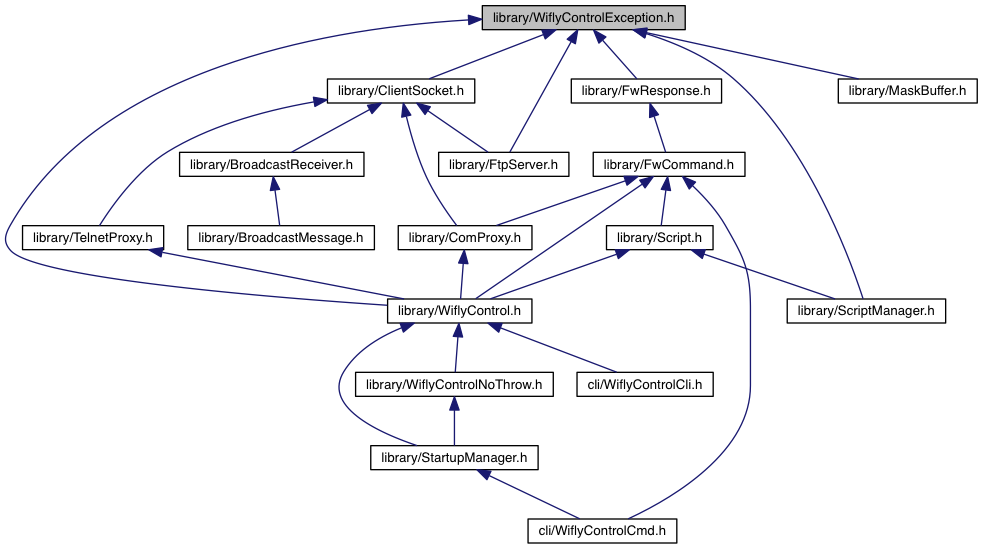 library/WiflyControlException.h
library/ClientSocket.h
library/FwResponse.h
library/MaskBuffer.h
library/BroadcastReceiver.h
library/FtpServer.h
library/FwCommand.h
library/TelnetProxy.h
library/BroadcastMessage.h
library/ComProxy.h
library/Script.h
library/WiflyControl.h
library/ScriptManager.h
library/WiflyControlNoThrow.h
cli/WiflyControlCli.h
library/StartupManager.h
cli/WiflyControlCmd.h